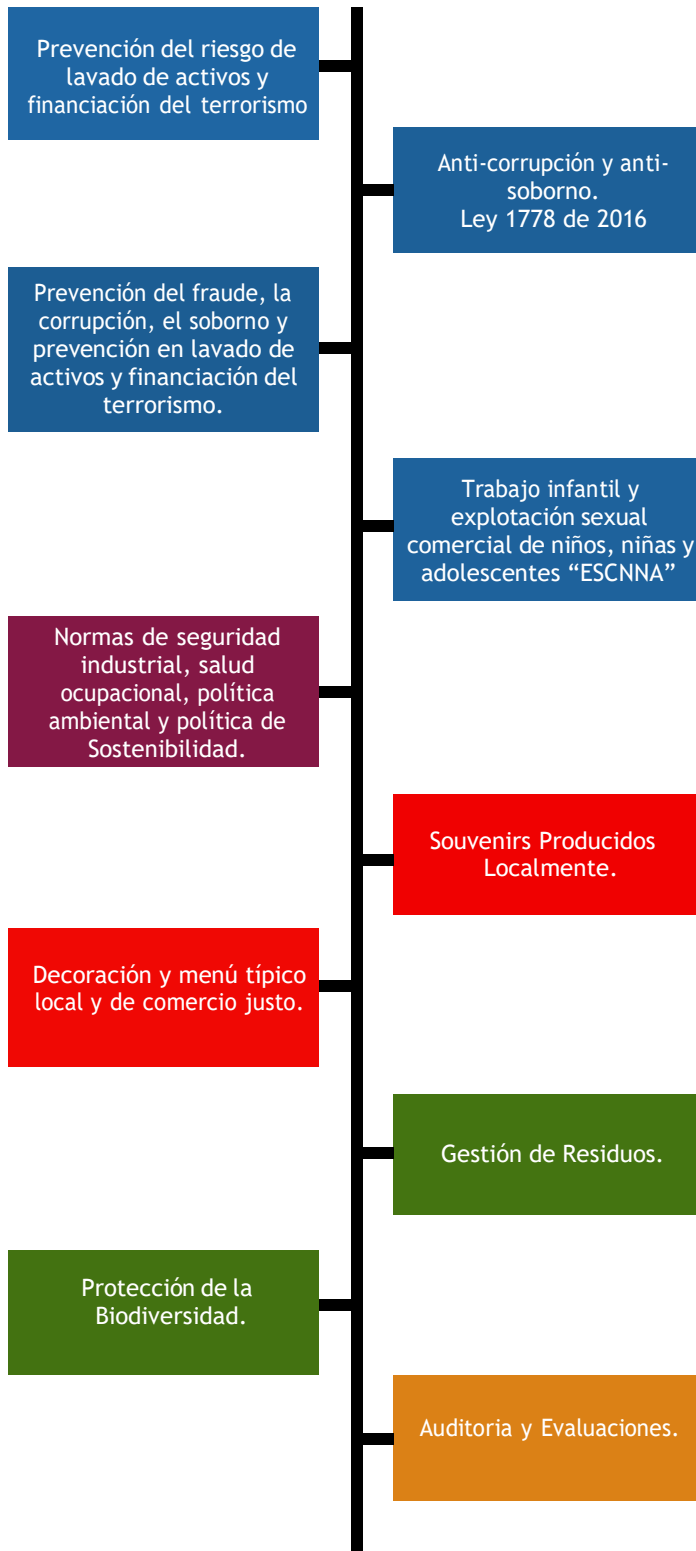 Prevención del riesgo de
lavado de activos y
financiación del terrorismo
Anti-corrupción y anti-
soborno.
Ley 1778 de 2016
Prevención del fraude, la
corrupción, el soborno y
prevención en lavado de
activos y financiación del
terrorismo.
Trabajo infantil y
explotación sexual
comercial de niños, niñas y
adolescentes “ESCNNA”
Normas de seguridad
industrial, salud
ocupacional, política
ambiental y política de
Sostenibilidad.
Souvenirs Producidos
Localmente.
Decoración y menú típico
local y de comercio justo.
Gestión de Residuos.
Protección de la
Biodiversidad.
Auditoria y Evaluaciones.